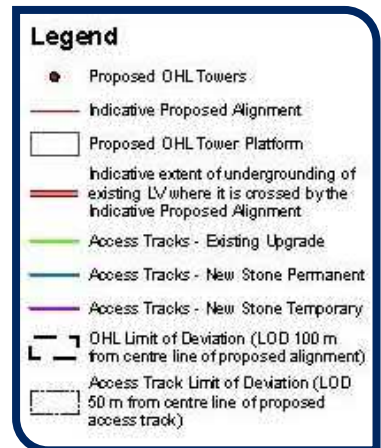 Legend
Proposed OHL Towers
Indicative Proposed Alignment
Proposed OHL Tower Platform
Indicative extent of undergrounding of
existing LV where it is crossed by the
Indicative Proposed Alignment
Access Tracks - Existing Upgrade
Access Tracks - New Stone Permanent
Access Tracks - New Stone Temporary
OHL Limit of Deviation (LOD 100 m
from centre line of proposed alignment)
Access Track Limit of Deviation (LOD
50 m from centre line of proposed
access track)